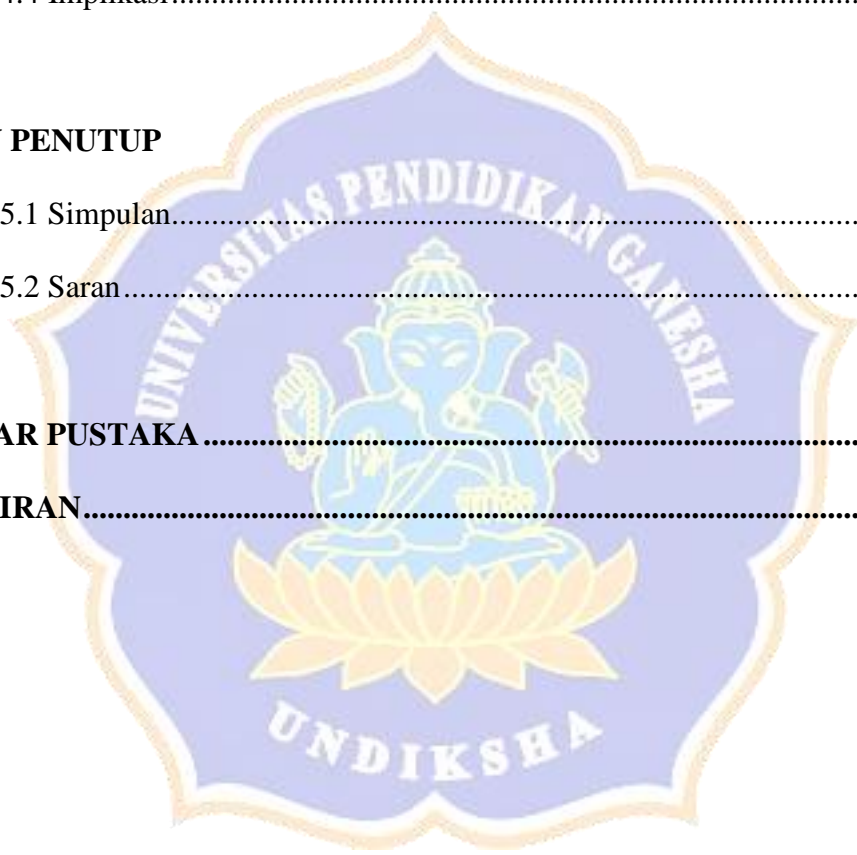 4.4 Implikasi
PENUTUP
5.1 Simpulan
5.2 Saran
AR PUSTAKA
IRAN
UNIVERSITAS PENDIDIKAN GANESHA
UNDIKSHA